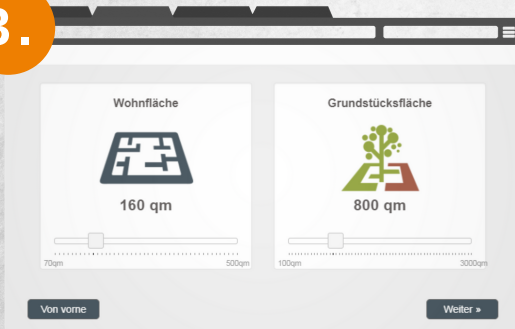 3.
Wohnfläche
160 qm
70qm 500qm
Grundstücksfläche
800 qm
100qm 3000qm
Von vorne
Weiter »